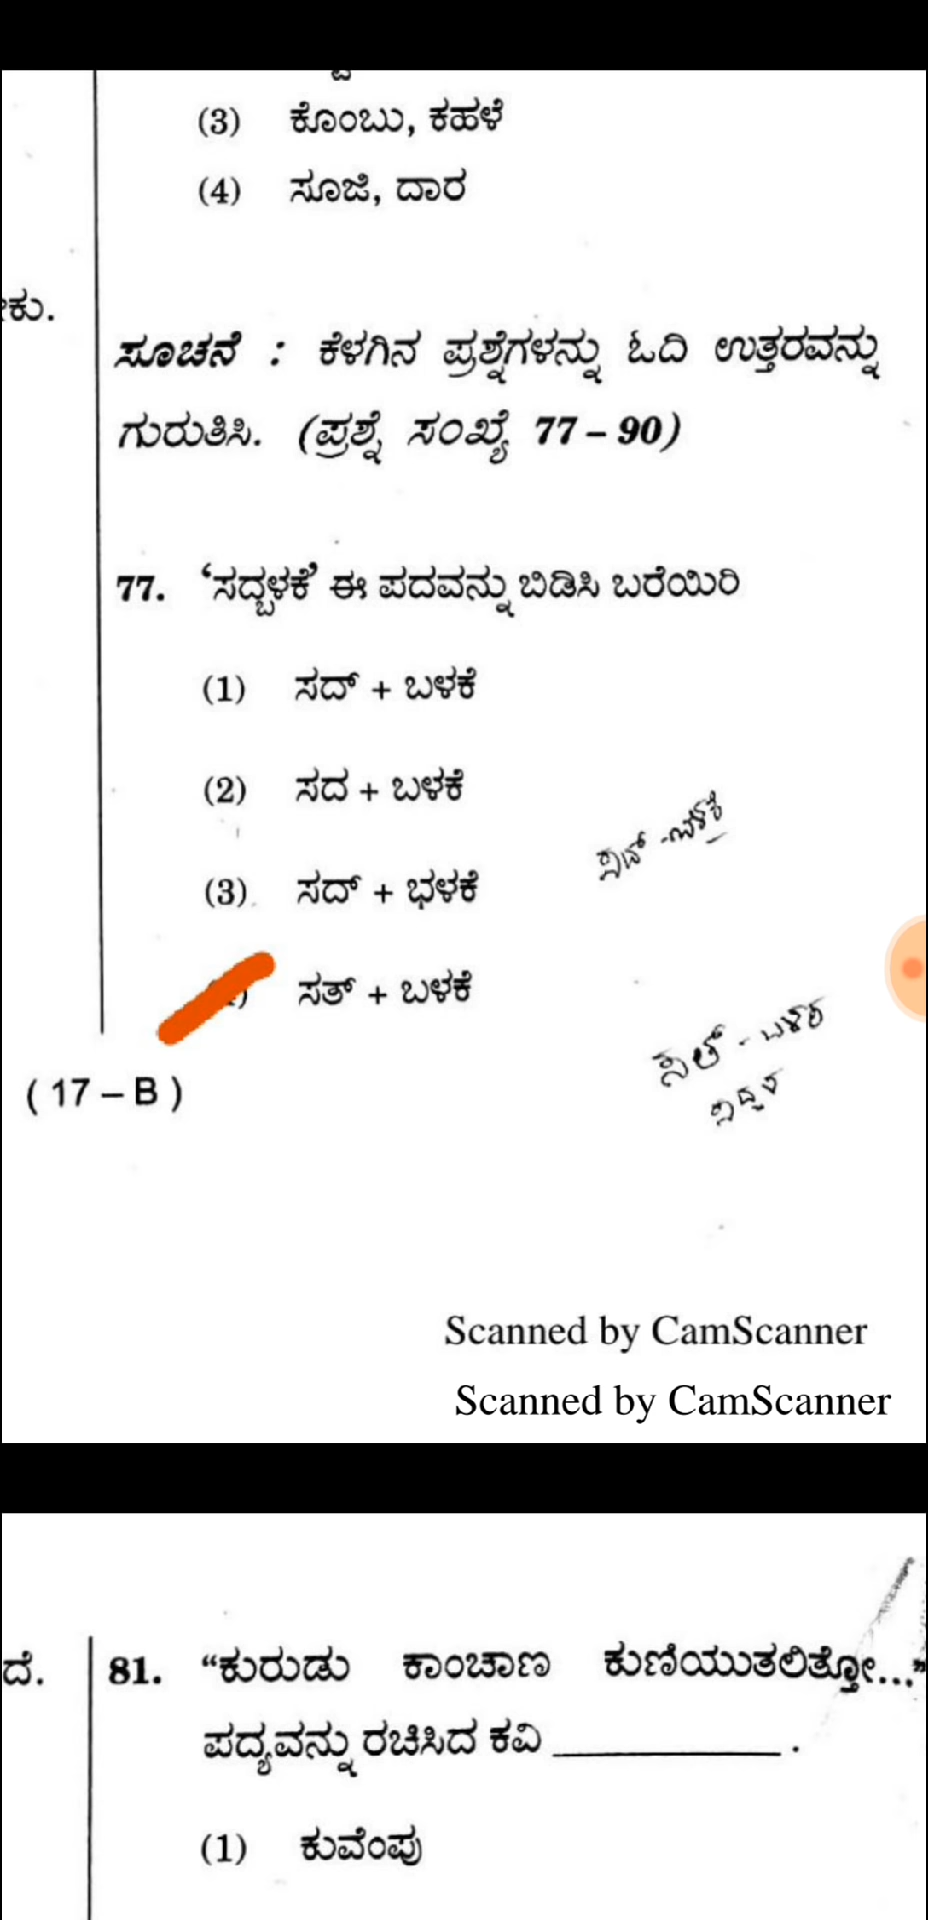 (3) ಕೊಂಬು, ಕಹಳೆ
(4) ಸೂಜಿ, ದಾರ
ಕು.
ಸೂಚನೆ : ಕೆಳಗಿನ ಪ್ರಶ್ನೆಗಳನ್ನು ಓದಿ ಉತ್ತರವನ್ನು
ಗುರುತಿಸಿ. (ಪ್ರಶ್ನೆ ಸಂಖ್ಯೆ 77 – 90)
77. ‘ಸದ್ಬಳಕೆ’ ಈ ಪದವನ್ನು ಬಿಡಿಸಿ ಬರೆಯಿರಿ
(1) ಸದ್ + ಬಳಕೆ
(2) ಸದ + ಬಳಕೆ
(3) ಸದ್ + ಭಳಕೆ
ಸತ್ + ಬಳಕೆ
( 17 – B )
Scanned by CamScanner
Scanned by CamScanner
ದೆ.
81. “ಕುರುಡು ಕಾಂಚಾಣ ಕುಣಿಯುತಲಿತ್ತೋ...”
ಪದ್ಯವನ್ನು ರಚಿಸಿದ ಕವಿ ___________ .
(1) ಕುವೆಂಪು